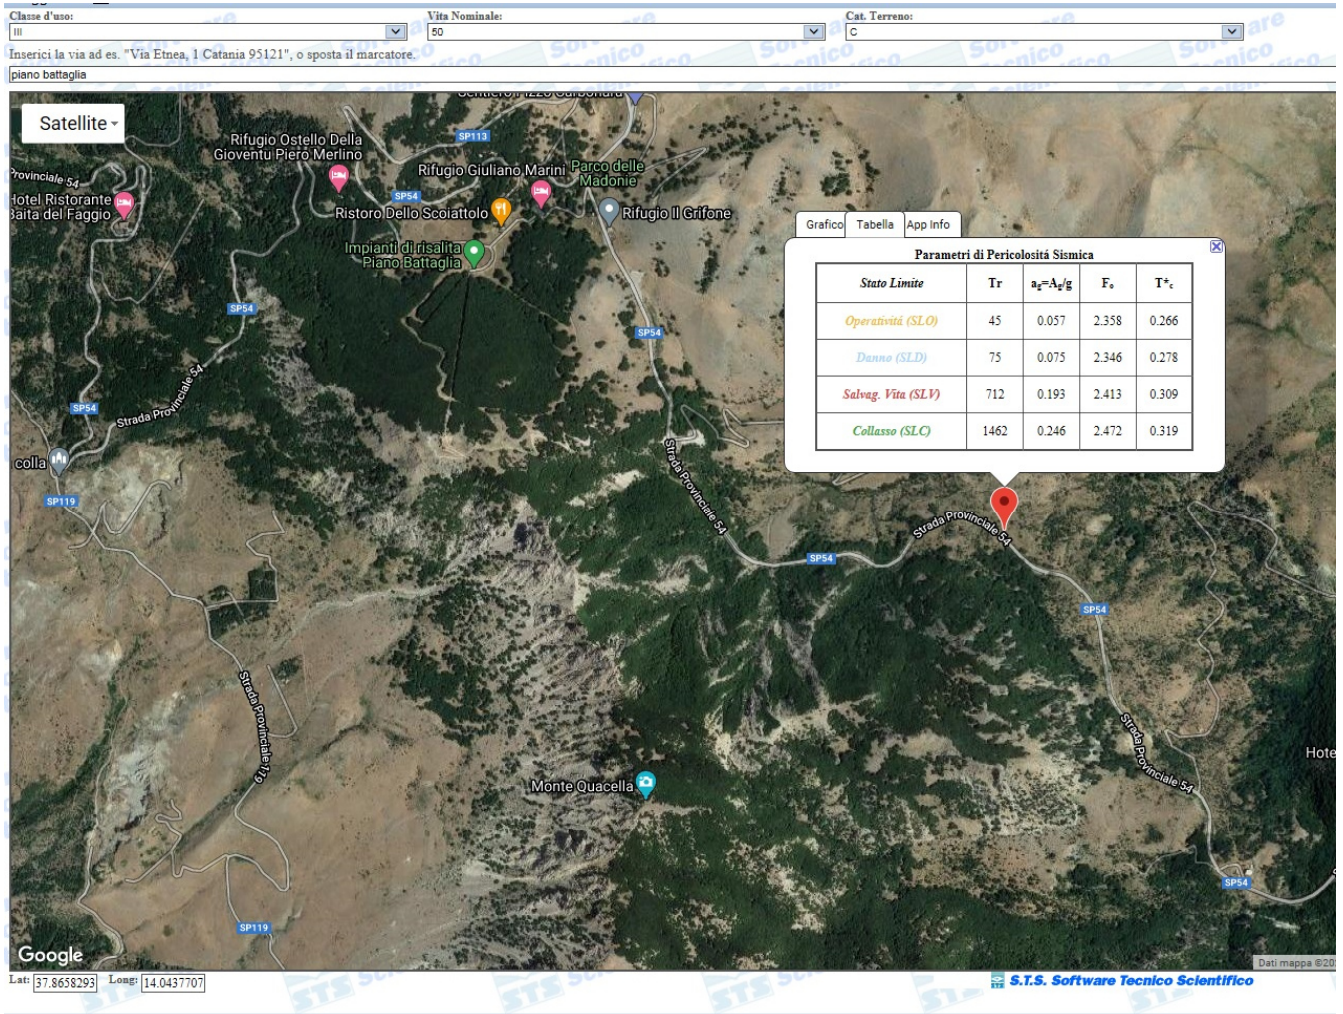 Classe d'uso:
Vita Nominale:
Cat. Terreno:
III
50
C
Inserici la via ad es. "Via Etnea, 1 Catania 95121", o sposta il marcatore.
piano battaglia
Satellite
SP113
Rifugio Ostello Della
Gioventu Piero Merlino
Rifugio Giuliano Marini
Parco delle
Madonie
Provinciale 54
Hotel Ristorante
Baita del Faggio
SP54
Ristoro Dello Scoiattolo
Rifugio Il Grifone
Impianti di risalita
Piano Battaglia
Grafico
Tabella
App Info
Parametri di Pericolositá Sismica
Stato Limite Tr ag=Ag/g Fo T*c
Operativitá (SLO) 45 0.057 2.358 0.266
Danno (SLD) 75 0.075 2.346 0.278
Salvag. Vita (SLV) 712 0.193 2.413 0.309
Collasso (SLC) 1462 0.246 2.472 0.319
SP54
SP54
SP54
Strada Provinciale 54
colla
SP119
Strada Provinciale 54
Strada Provinciale 54
SP54
SP54
Strada Provinciale 119
Strada Provinciale 54
Hote
Monte Quacella
SP54
SP119
Google
Dati mappa ©20
Lat: 37.8658293 Long: 14.0437707
S.T.S. Software Tecnico Scientifico